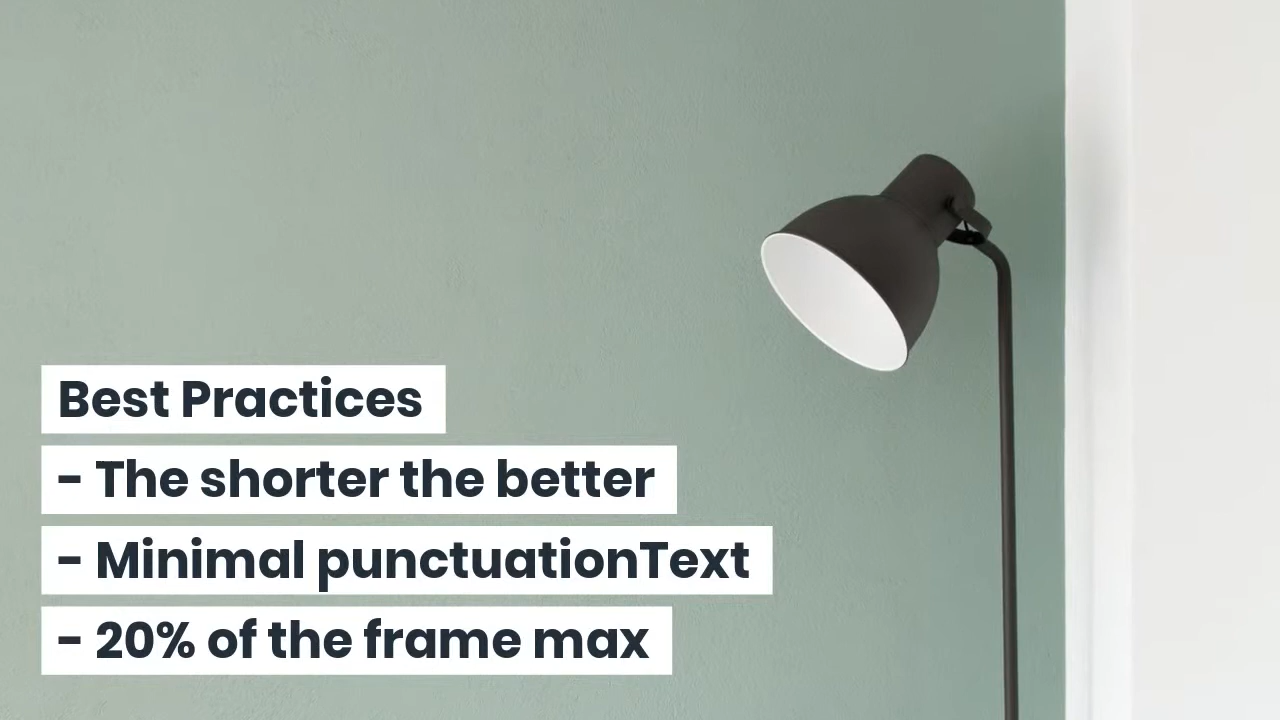 Best Practices
- The shorter the better
- Minimal punctuationText
- 20% of the frame max